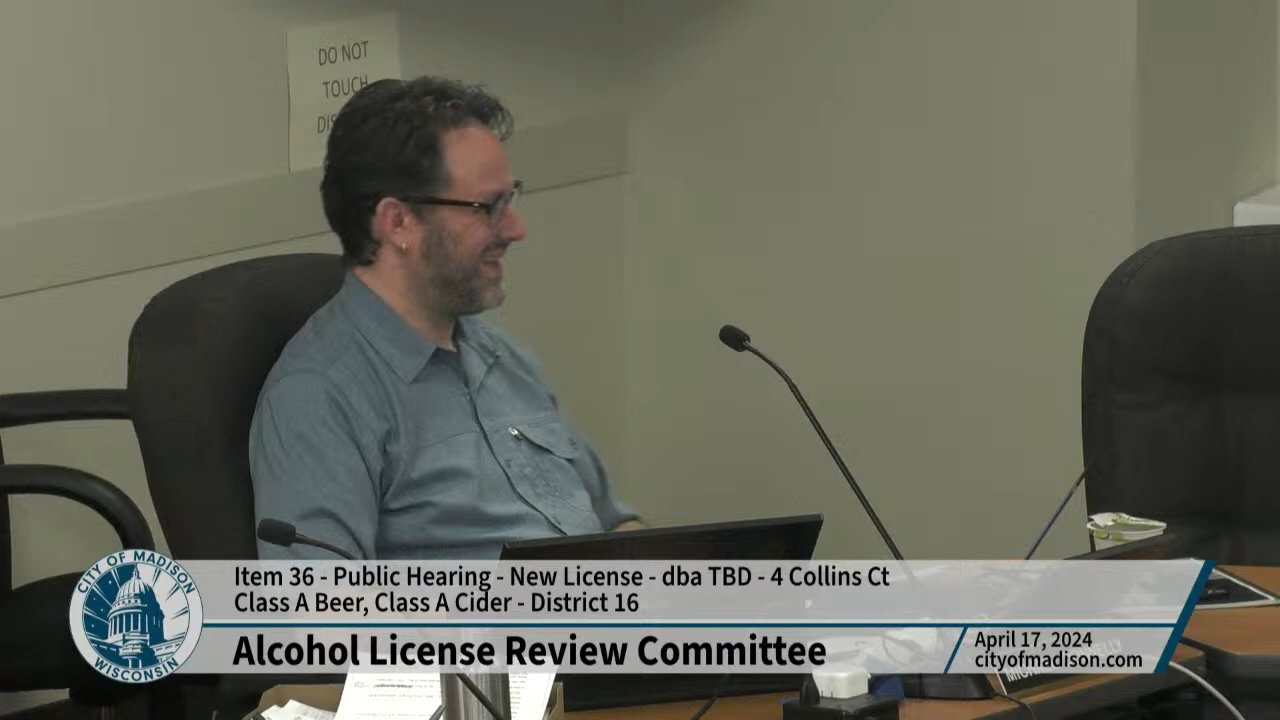 DO NOT
TOUCH
Item 36 - Public Hearing - New License - dba TBD - 4 Collins Ct
Class A Beer, Class A Cider - District 16
CITY OF MADISON
WISCONSIN
Alcohol License Review Committee
April 17, 2024
cityofmadison.com